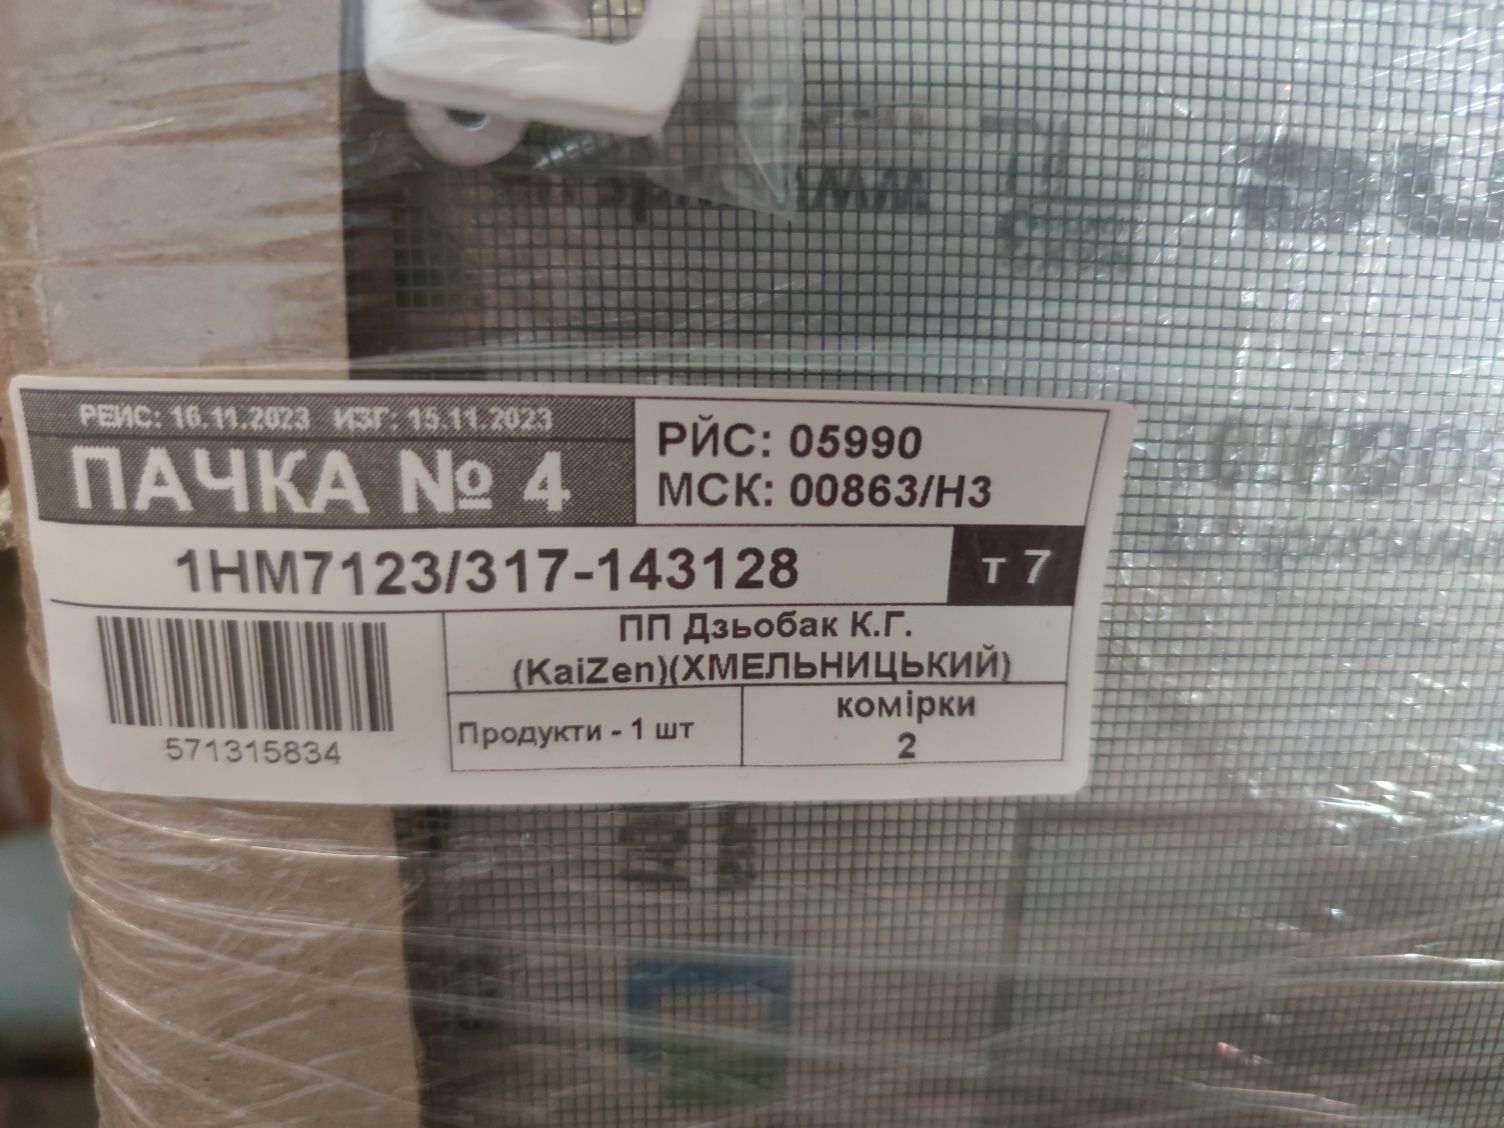 РЕИС: 16.11.2023 ИЗГ: 15.11.2023
ПАЧКА № 4
РЙС: 05990
МСК: 00863/Н3
1НМ7123/317-143128
т 7
571315834
ПП Дзьобак К.Г.
(KaiZen)(ХМЕЛЬНИЦЬКИЙ)
Продукти - 1 шт
комірки
2